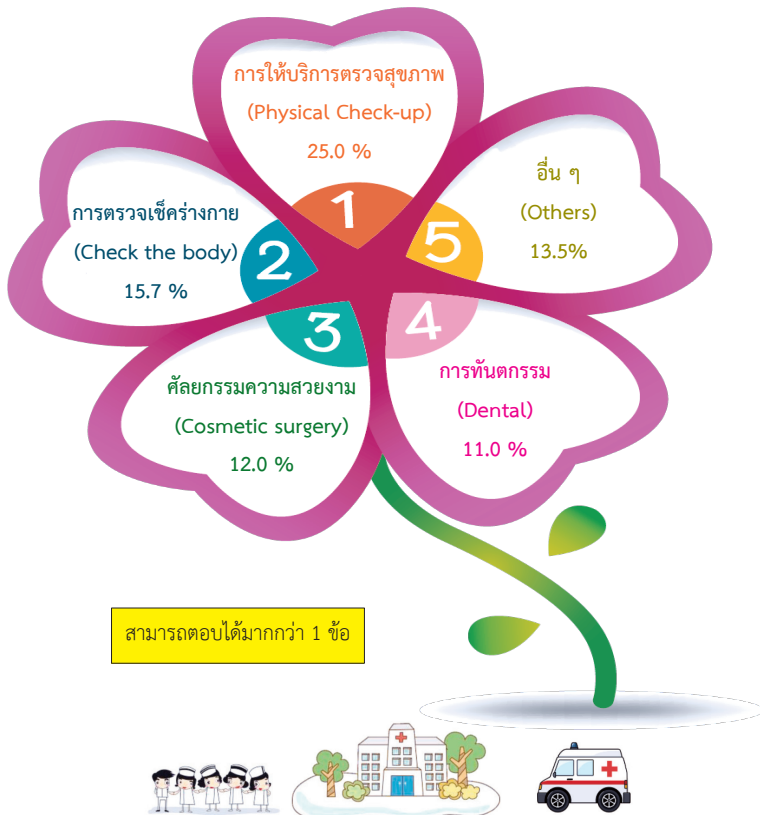 การให้บริการตรวจสุขภาพ
(Physical Check-up)
25.0 %
1
การตรวจเช็คร่างกาย
(Check the body)
15.7 %
2
ศัลยกรรมความสวยงาม
(Cosmetic surgery)
12.0 %
3
การทันตกรรม
(Dental)
11.0 %
4
อื่น ๆ
(Others)
13.5%
5
สามารถตอบได้มากกว่า 1 ข้อ